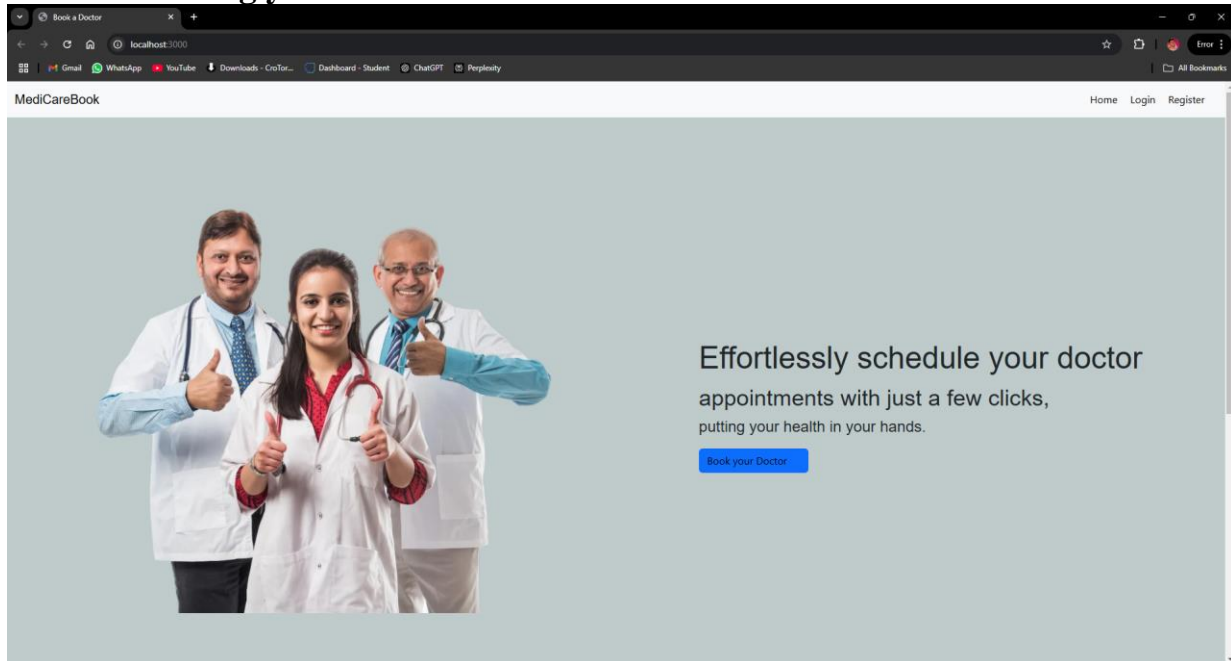 Book a Doctor
localhost:3000
Error
Gmail WhatsApp YouTube Downloads - CroTor... Dashboard - Student ChatGPT Perplexity All Bookmarks
MediCareBook Home Login Register
Effortlessly schedule your doctor
appointments with just a few clicks,
putting your health in your hands.
Book your Doctor